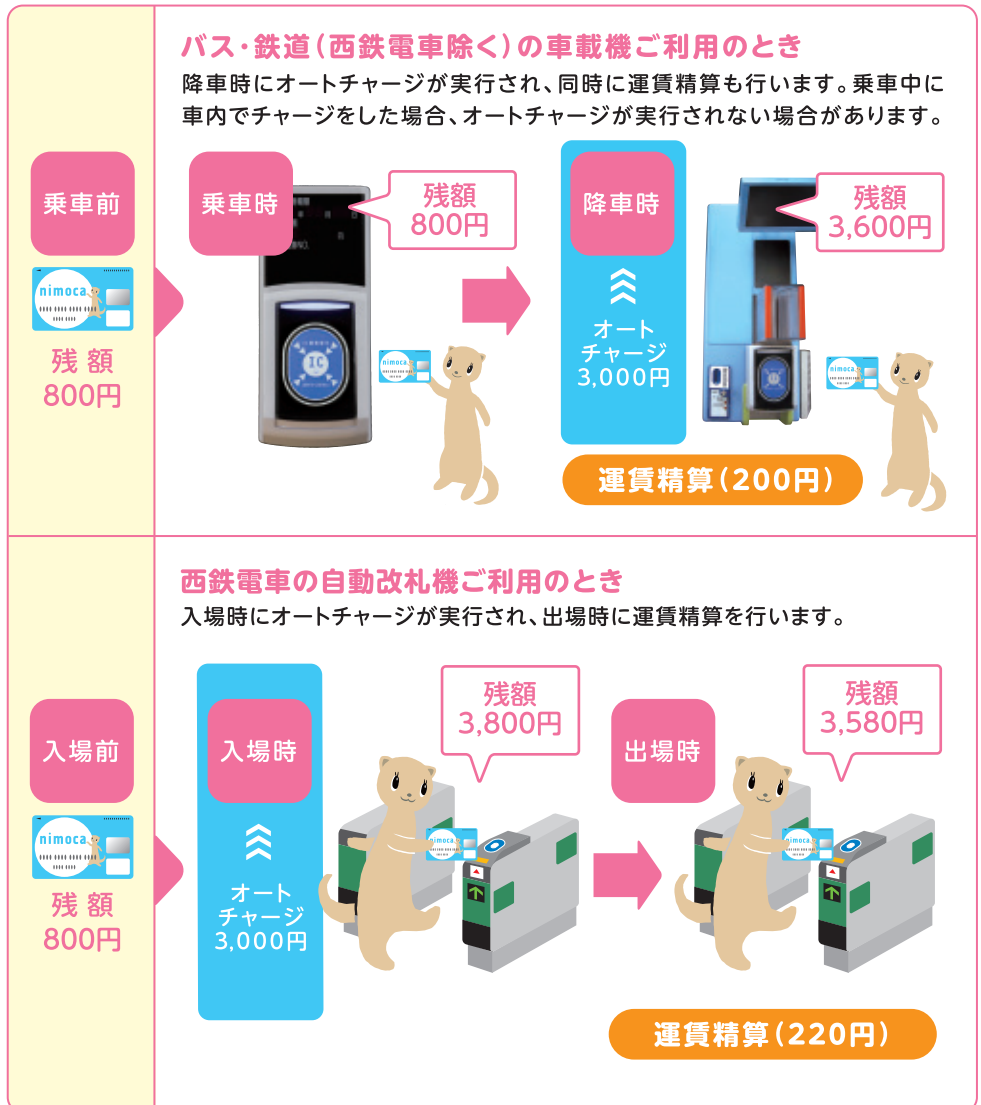 バス・鉄道(西鉄電車除く)の車載機ご利用のとき
降車時にオートチャージが実行され、同時に運賃精算も行います。乗車中に
車内でチャージをした場合、オートチャージが実行されない場合があります。
乗車前
nimoca
残額
800円
乗車時
残額
800円
IC
nimoca
降車時
オート
チャージ
3,000円
残額
3,600円
nimoca
運賃精算(200円)
西鉄電車の自動改札機ご利用のとき
入場時にオートチャージが実行され、出場時に運賃精算を行います。
入場前
nimoca
残額
800円
入場時
オート
チャージ
3,000円
残額
3,800円
nimoca
出場時
残額
3,580円
nimoca
運賃精算(220円)